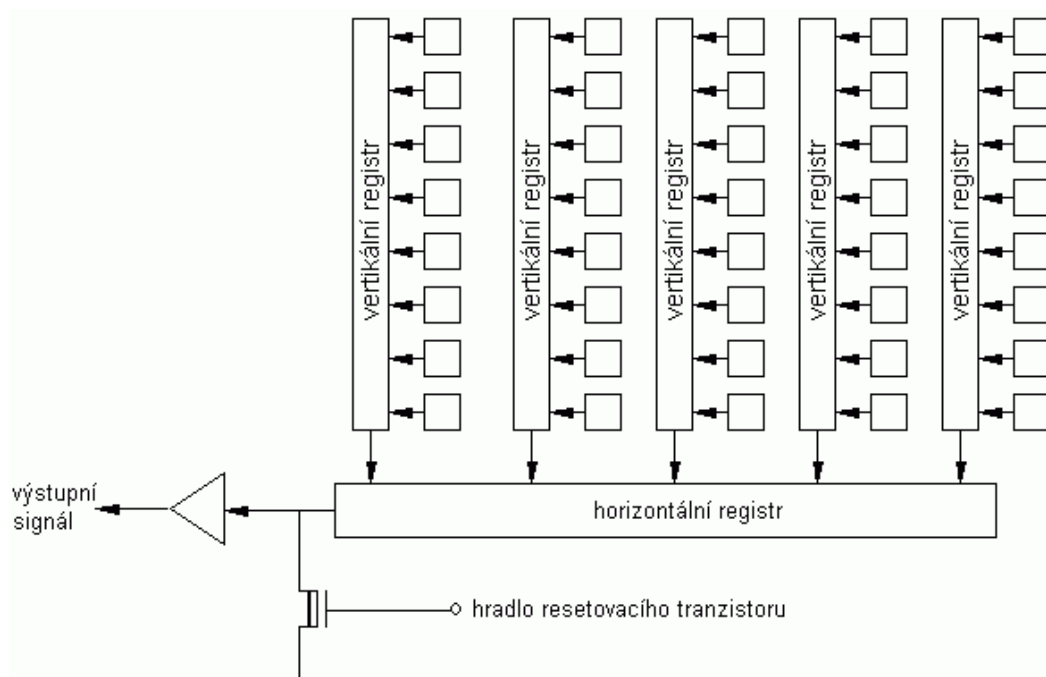 vertikální registr
vertikální registr
vertikální registr
vertikální registr
vertikální registr
horizontální registr
výstupní
signál
hradlo resetovacího tranzistoru